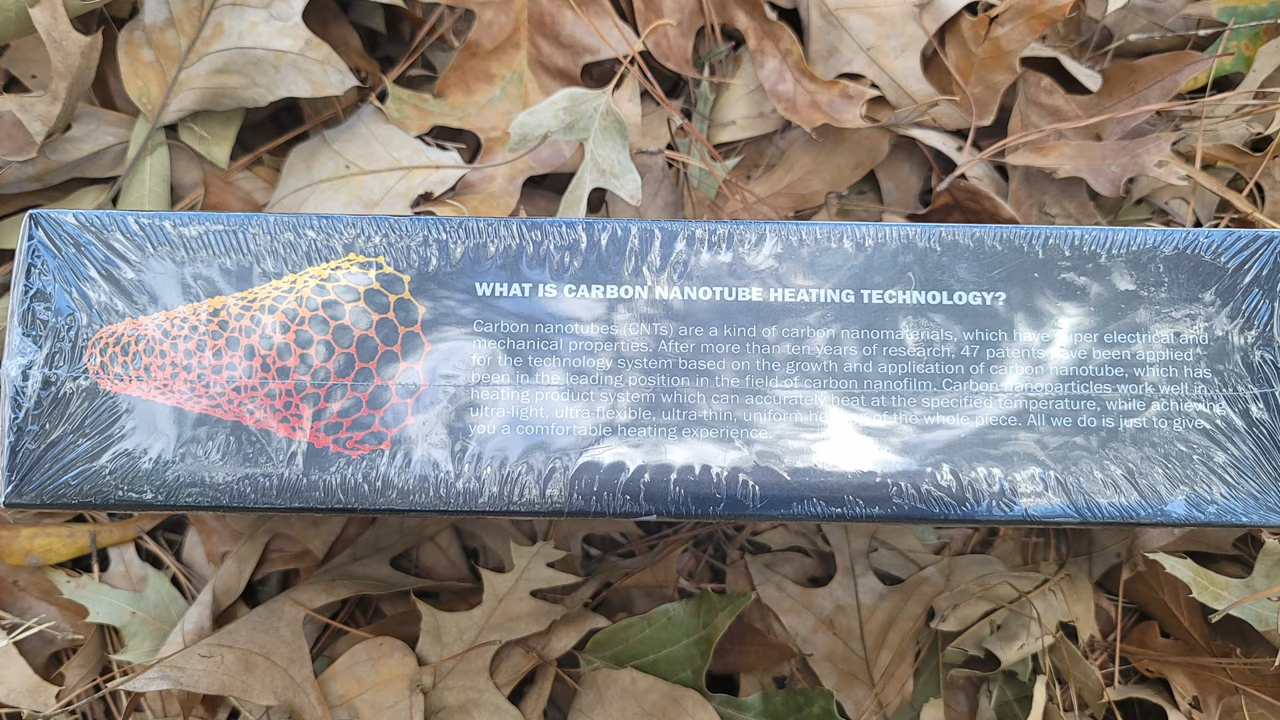 WHAT IS CARBON NANOTUBE HEATING TECHNOLOGY?
Carbon nanotubes (CNTs) are a kind of carbon nanomaterials, which have super electrical and
mechanical properties. After more than ten years of research, 47 patents have been applied
for the technology system based on the growth and application of carbon nanotube, which has
been in the leading position in the field of carbon nanofilm. Carbon nanoparticles work well in
heating product system which can accurately heat at the specified temperature, while achieving
ultra-light, ultra-flexible, ultra-thin, uniform of the whole piece. All we do is just to give
you a comfortable heating experience.